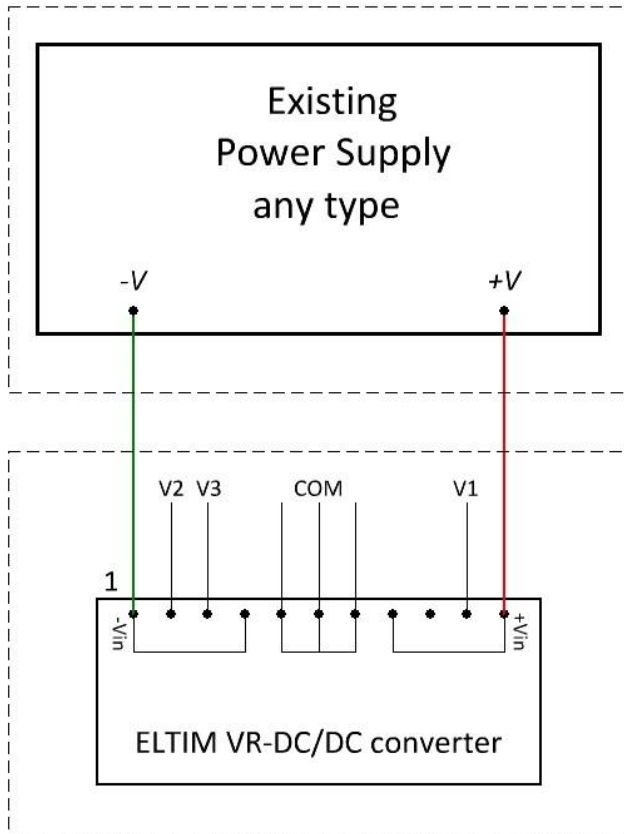 Existing
Power Supply
any type
-V +V
V2 V3 COM V1
1
-Vin +Vin
ELTIM VR-DC/DC converter